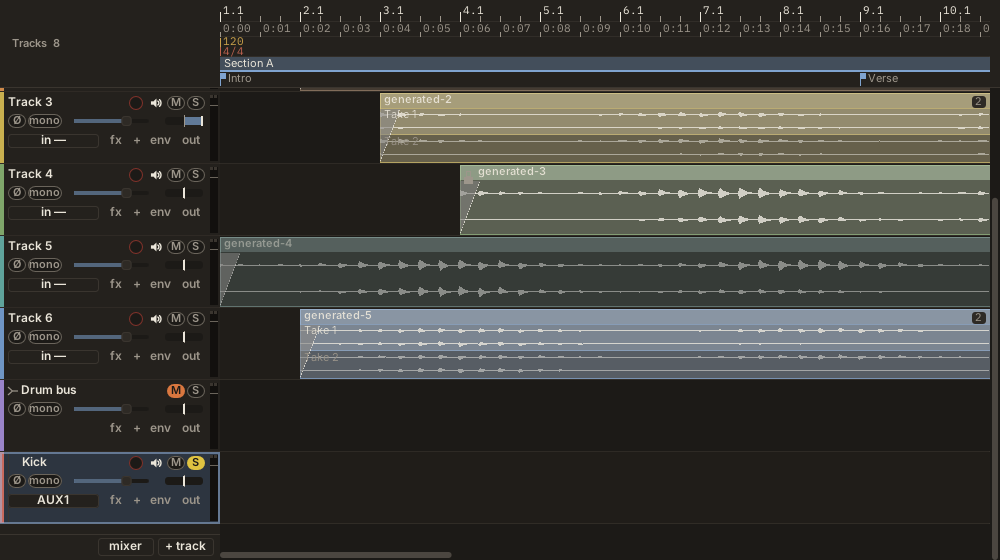 1.1 2.1 3.1 4.1 5.1 6.1 7.1 8.1 9.1 10.1
0:00 0:01 0:02 0:03 0:04 0:05 0:06 0:07 0:08 0:09 0:10 0:11 0:12 0:13 0:14 0:15 0:16 0:17 0:18 0
Tracks 8
120
4/4
Section A
Intro Verse
Track 3 M S
Ø mono
in — fx + env out
generated-2 2
Take 1
Take 2
Track 4 M S
Ø mono
in — fx + env out
generated-3
Track 5 M S
Ø mono
in — fx + env out
generated-4
Track 6 M S
Ø mono
in — fx + env out
generated-5 2
Take 1
Take 2
Drum bus M S
Ø mono
fx + env out
Kick M S
Ø mono
AUX1 fx + env out
mixer + track